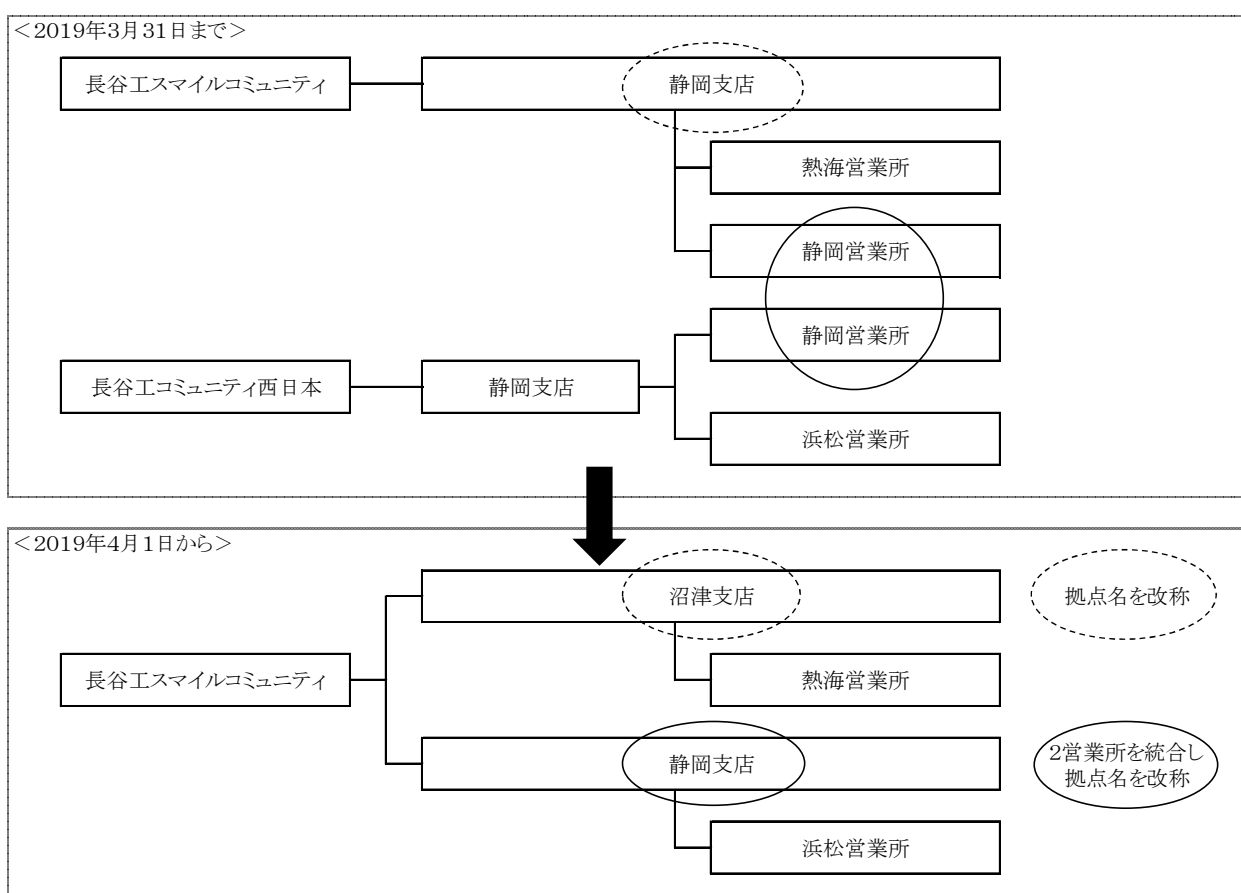 ＜2019年3月31日まで＞
長谷工スマイルコミュニティ
静岡支店
熱海営業所
静岡営業所
静岡営業所
長谷工コミュニティ西日本
静岡支店
浜松営業所
＜2019年4月1日から＞
沼津支店
拠点名を改称
長谷工スマイルコミュニティ
熱海営業所
静岡支店
2営業所を統合し
拠点名を改称
浜松営業所